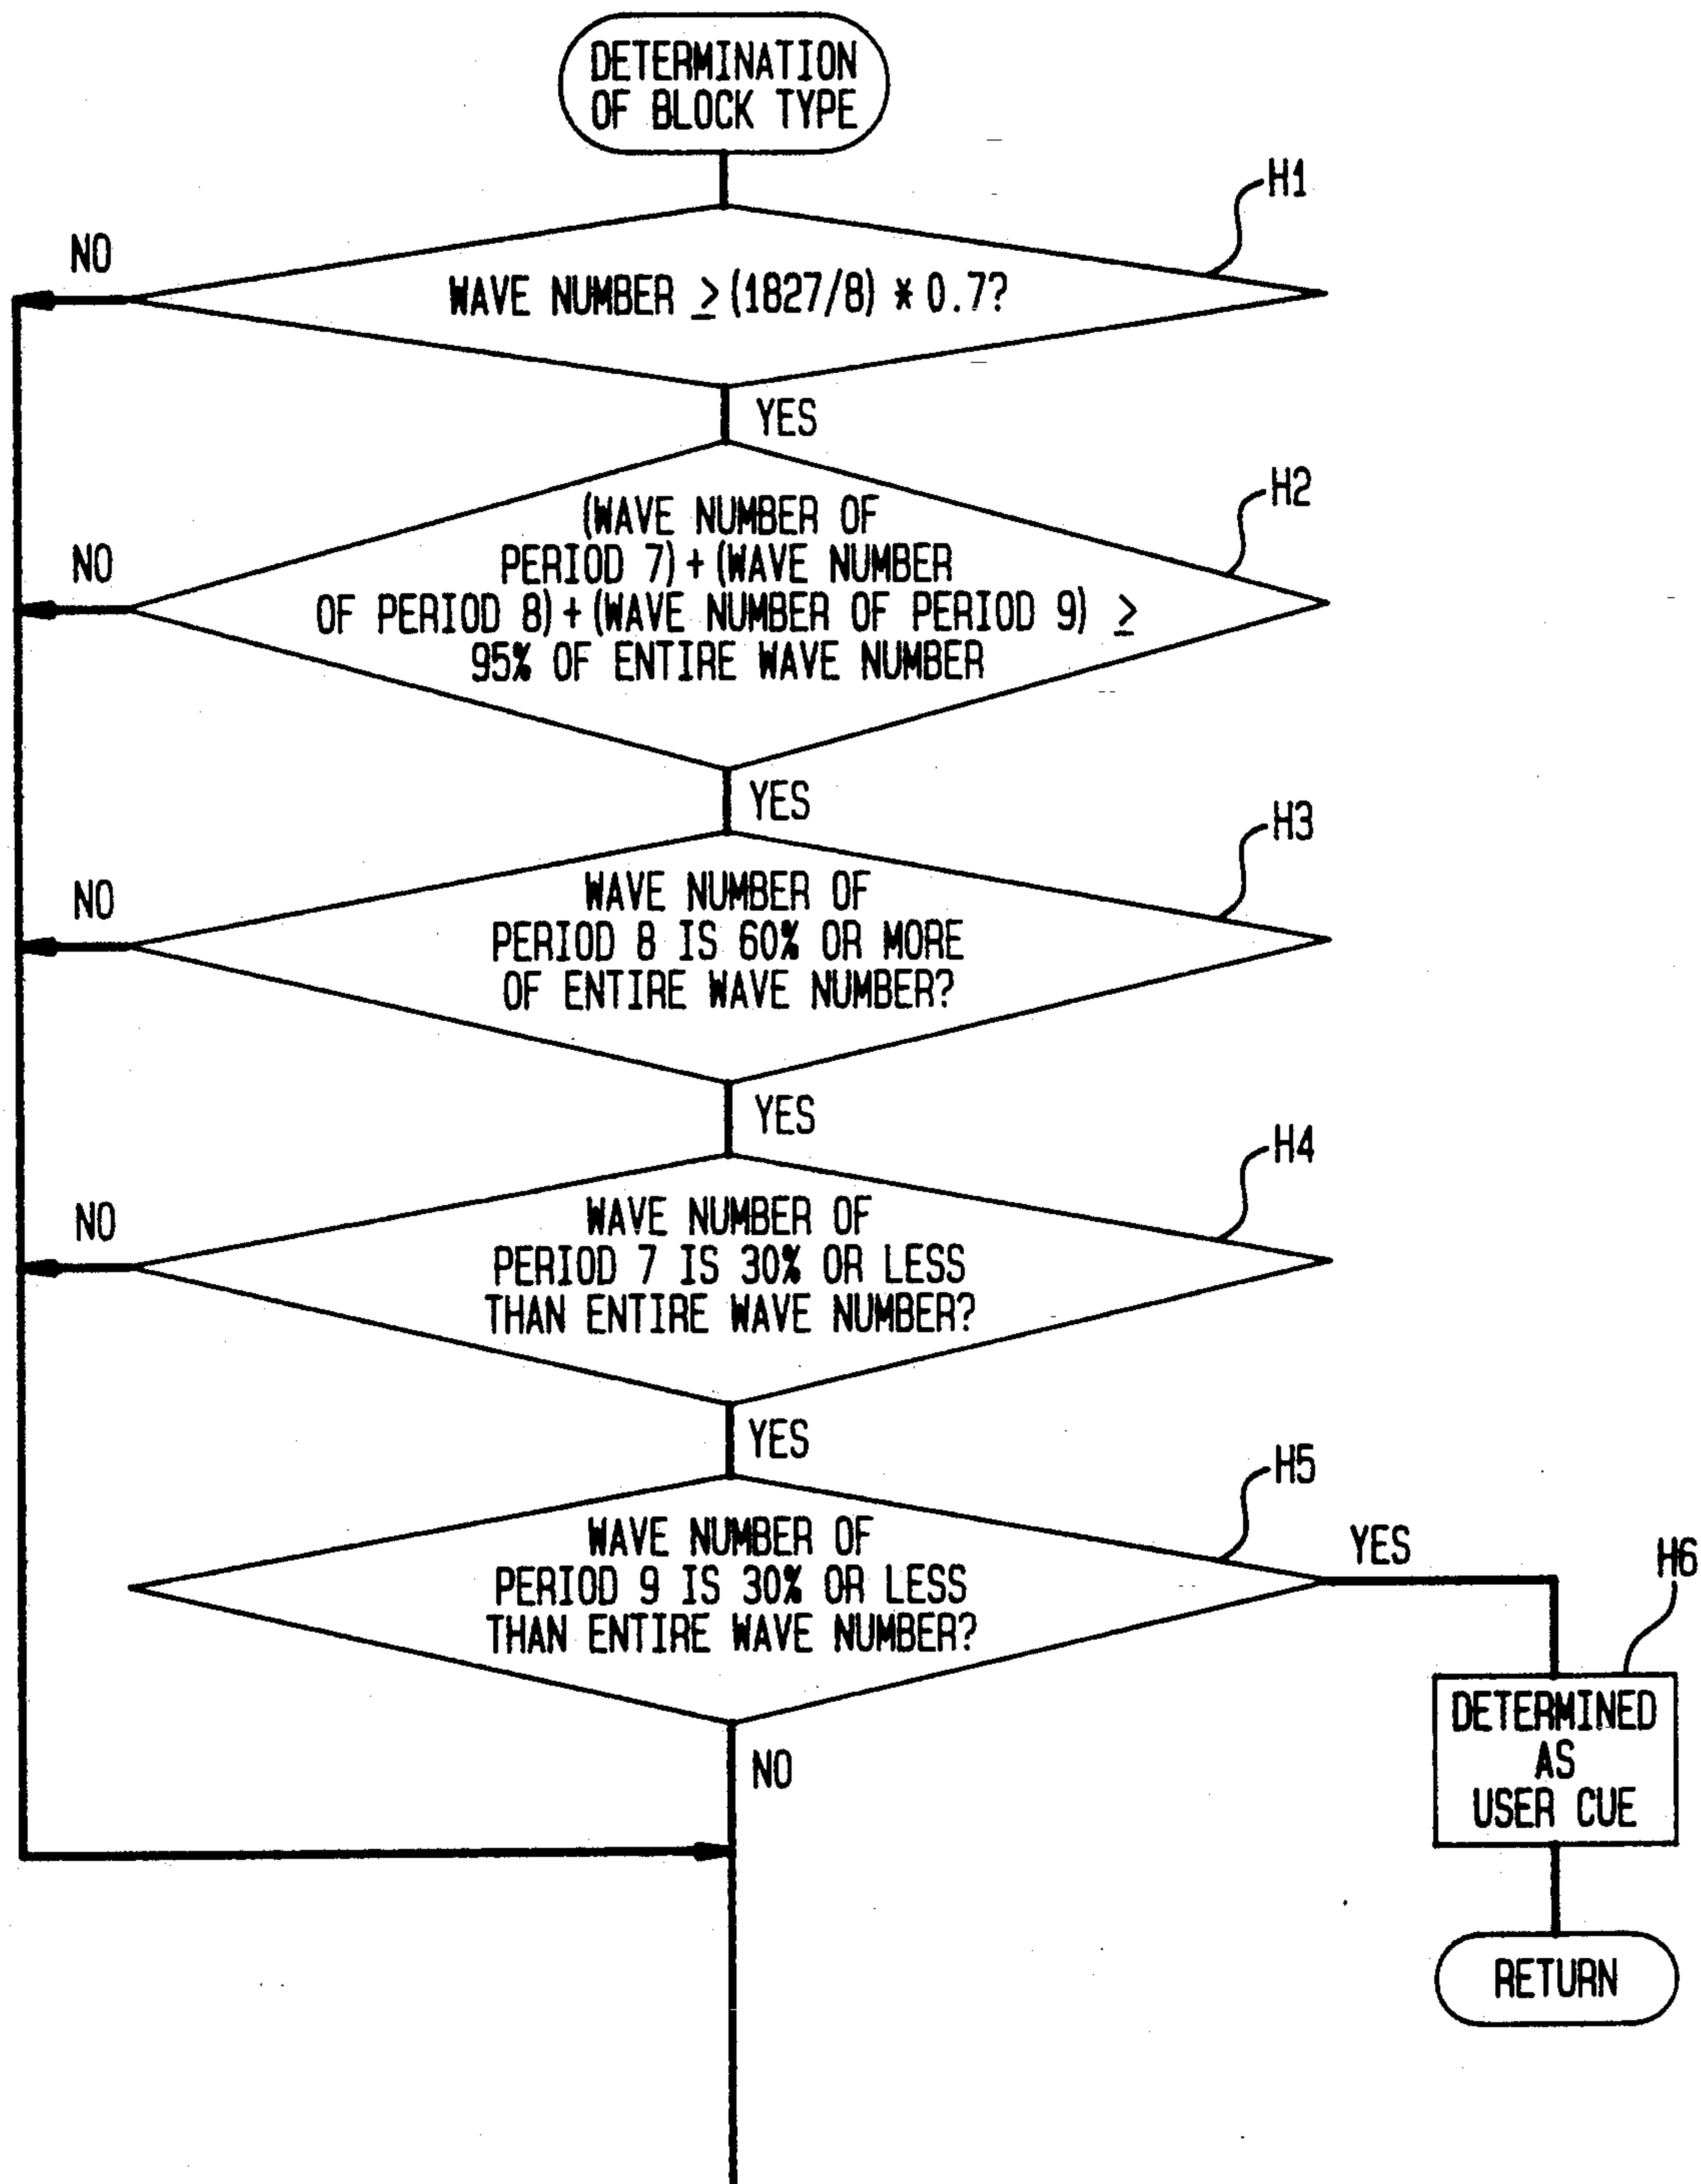 DETERMINATION
OF BLOCK TYPE
H1
NO
WAVE NUMBER ≥ (1827/8) * 0.7?
YES
H2
(WAVE NUMBER OF
NO
PERIOD 7) + (WAVE NUMBER
OF PERIOD 8) + (WAVE NUMBER OF PERIOD 9) ≥
95% OF ENTIRE WAVE NUMBER
YES
H3
NO
WAVE NUMBER OF
PERIOD 8 IS 60% OR MORE
OF ENTIRE WAVE NUMBER?
YES
H4
NO
WAVE NUMBER OF
PERIOD 7 IS 30% OR LESS
THAN ENTIRE WAVE NUMBER?
YES
H5
WAVE NUMBER OF
PERIOD 9 IS 30% OR LESS
THAN ENTIRE WAVE NUMBER?
YES
H6
DETERMINED
AS
USER CUE
NO
RETURN